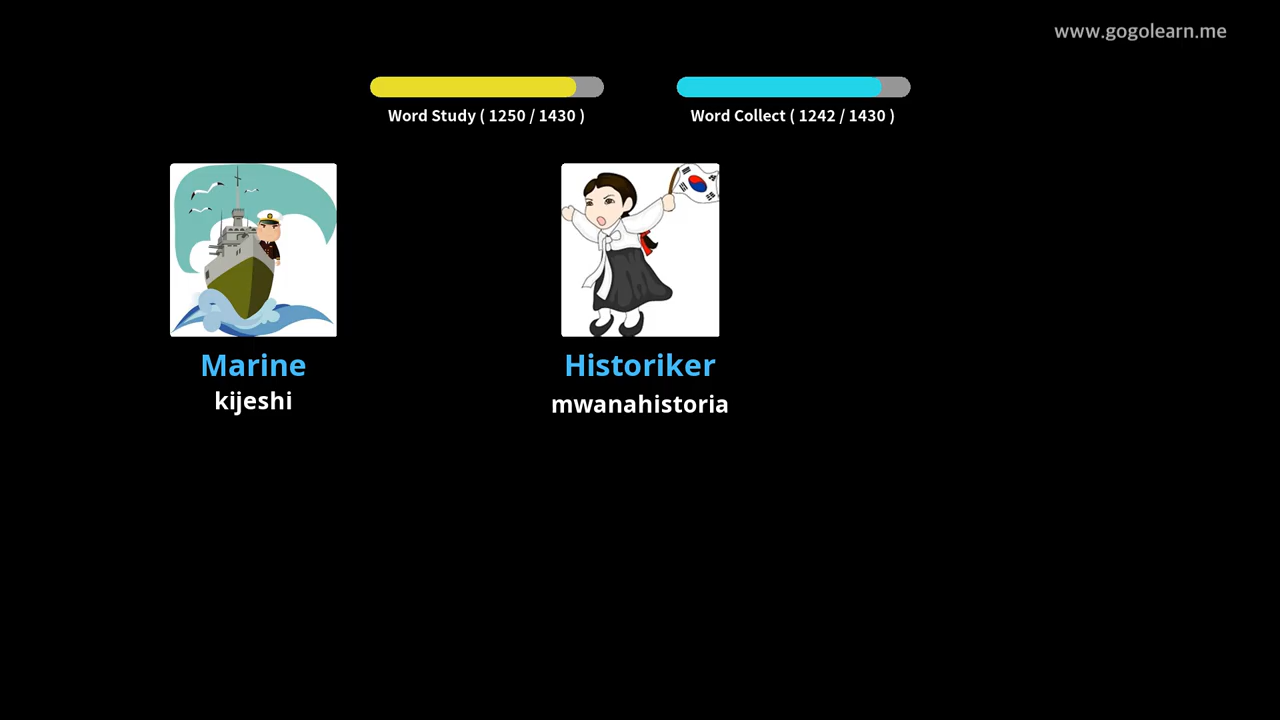 www.gogolearn.me
Word Study ( 1250 / 1430 )
Word Collect ( 1242 / 1430 )
Marine
kijeshi
Historiker
mwanahistoria